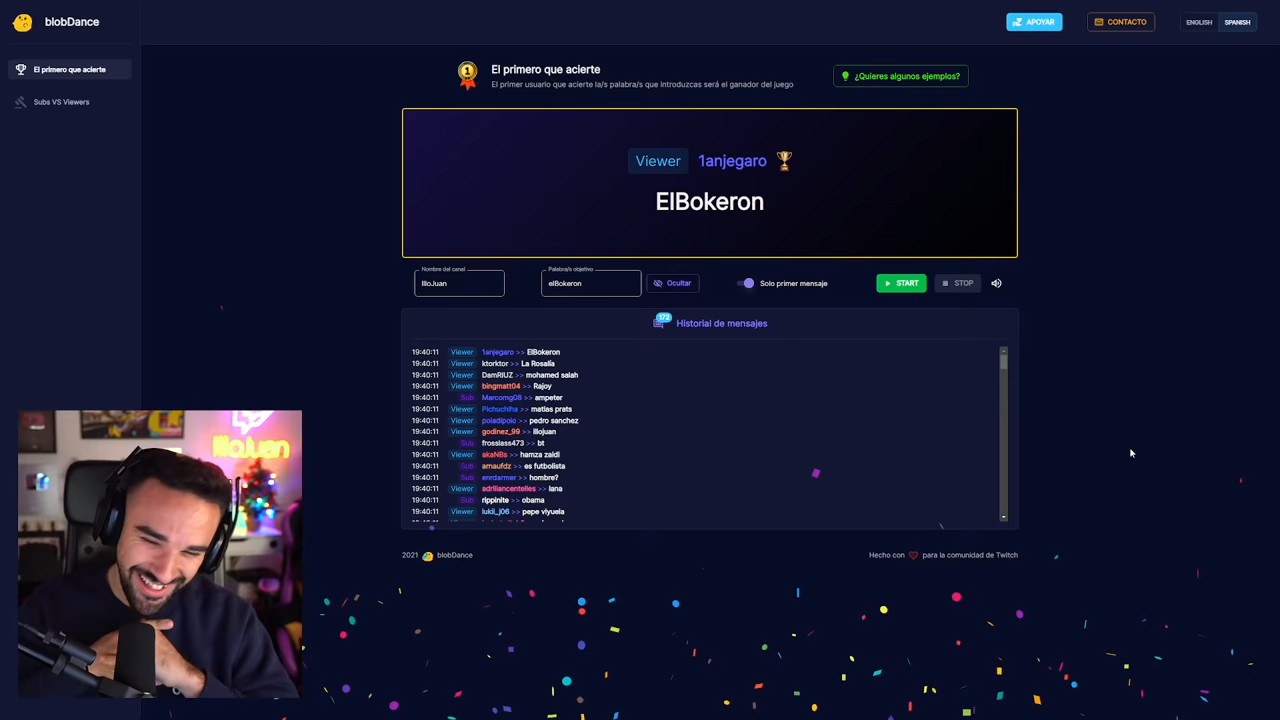 blobDance
APOYAR
CONTACTO
ENGLISH
SPANISH
El primero que acierte
Subs VS Viewers
El primero que acierte
El primer usuario que acierte la/s palabra/s que introduzcas será el ganador del juego
¿Quieres algunos ejemplos?
1
Viewer 1anjegaro
ElBokeron
Nombre del canal
IlloJuan
Palabra/s objetivo
elBokeron
Ocultar
Solo primer mensaje
START
STOP
172
Historial de mensajes
19:40:11 Viewer 1anjegaro >> ElBokeron
19:40:11 Viewer ktorktor >> La Rosalía
19:40:11 Viewer DamRIUZ >> mohamed salah
19:40:11 Viewer bingmatt04 >> Rajoy
19:40:11 Sub Marcomg08 >> ampeter
19:40:11 Viewer Pichuchiha >> matias prats
19:40:11 Viewer poladipolo >> pedro sanchez
19:40:11 Viewer godinez_99 >> illojuan
19:40:11 Sub frosslass473 >> bt
19:40:11 Viewer akaNBs >> hamza zaidi
19:40:11 Sub arnaufdz >> es futbolista
19:40:11 Sub enrdarmer >> hombre?
19:40:11 Viewer adriliancentelles >> lana
19:40:11 Sub rippinite >> obama
19:40:11 Viewer lukii_j06 >> pepe viyuela
2021 blobDance
Hecho con para la comunidad de Twitch
illoJuan